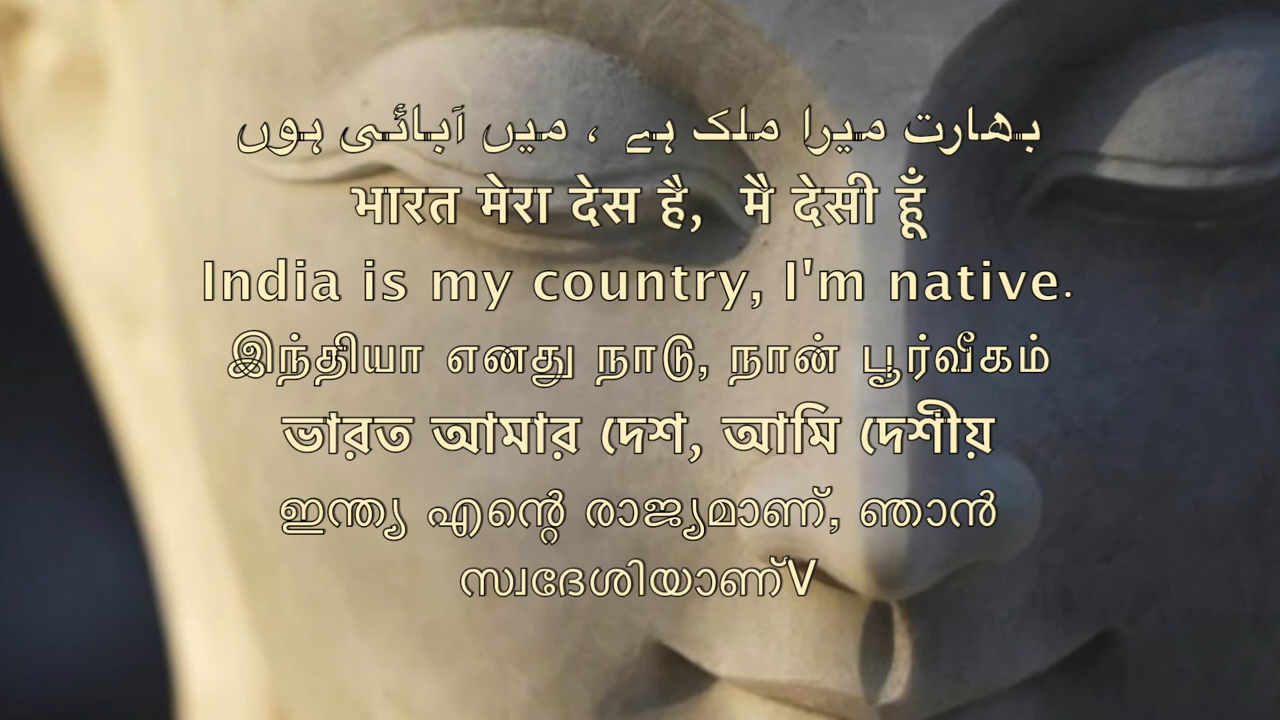 بھارت میرا ملک ہے ، میں آبائی ہوں
भारत मेरा देस है, मै देसी हूँ
India is my country, I'm native.
இந்தியா எனது நாடு, நான் பூர்வீகம்
ভারত আমার দেশ, আমি দেশীয়
ഇന്ത്യ എന്റെ രാജ്യമാണ്, ഞാൻ
സ്വദേശിയാണ്V